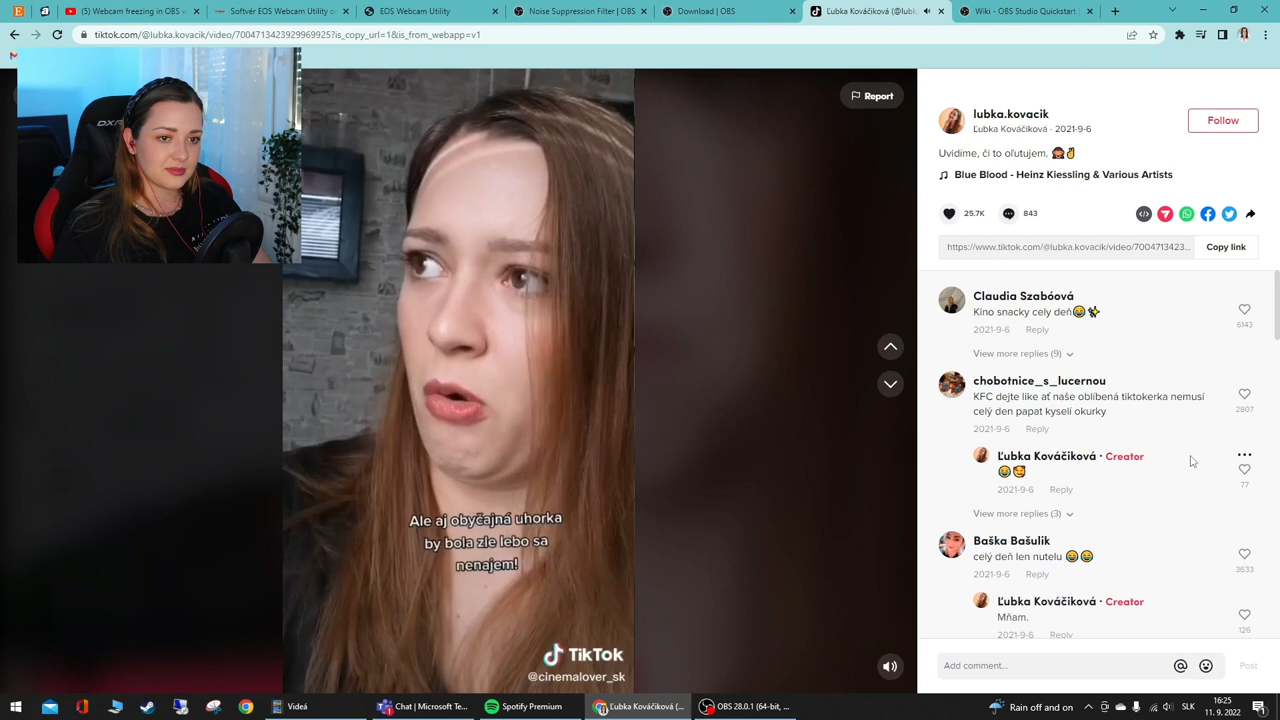 (5) Webcam freezing in OBS w
Softvér EOS Webcam Utility o
EOS Webcam Utility
Noise Suppression Filter | OBS
Download | OBS
Ľubka Kováčiková (@lubk
OBS Studio - OBS Studio Quickstart
tiktok.com/@lubka.kovacik/video/7004713423929969925?is_copy_url=1&is_from_webapp=v1
Report
Ale aj obyčajná uhorka
by bola zle lebo sa
nenajem!
TikTok
@cinemalover_sk
lubka.kovacik
Ľubka Kováčiková · 2021-9-6
Follow
Uvidíme, či to oľutujem.
Blue Blood - Heinz Kiessling & Various Artists
25.7K
843
https://www.tiktok.com/@lubka.kovacik/video/7004713423...
Copy link
Claudia Szabóová
Kino snacky cely deň
6143
2021-9-6 Reply
View more replies (9)
chobotnice_s_lucernou
KFC dejte like ať naše oblíbená tiktokerka nemusí
celý den papat kyselí okurky
2807
2021-9-6 Reply
Ľubka Kováčiková · Creator
77
2021-9-6 Reply
View more replies (3)
Baška Bašulik
celý deň len nutelu
3633
2021-9-6 Reply
Ľubka Kováčiková · Creator
Mňam.
126
2021-9-6 Reply
Add comment...
Post
Videá
Chat | Microsoft Te...
Spotify Premium
Ľubka Kováčiková (...
OBS 28.0.1 (64-bit, ...
Rain off and on
SLK
16:25
11. 9. 2022